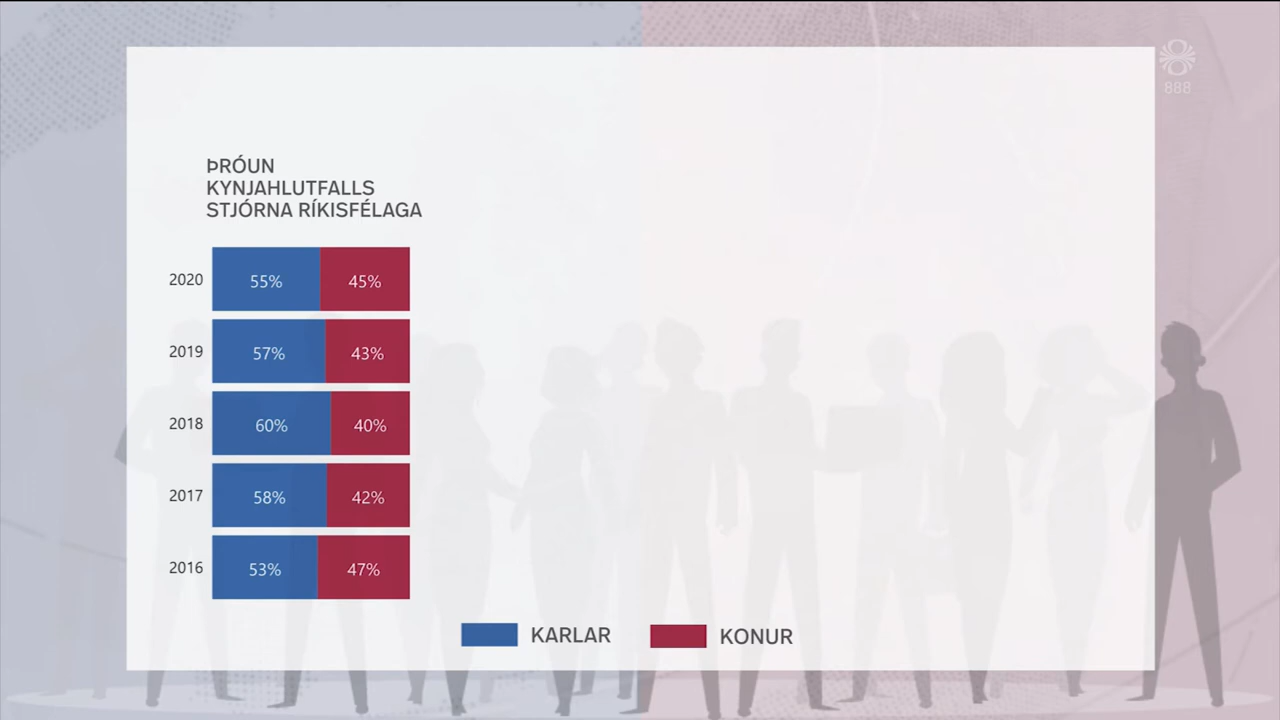 888
ÞRÓUN
KYNJAHLUTFALLS
STJÓRNA RÍKISFÉLAGA
2020 55% 45%
2019 57% 43%
2018 60% 40%
2017 58% 42%
2016 53% 47%
KARLAR KONUR